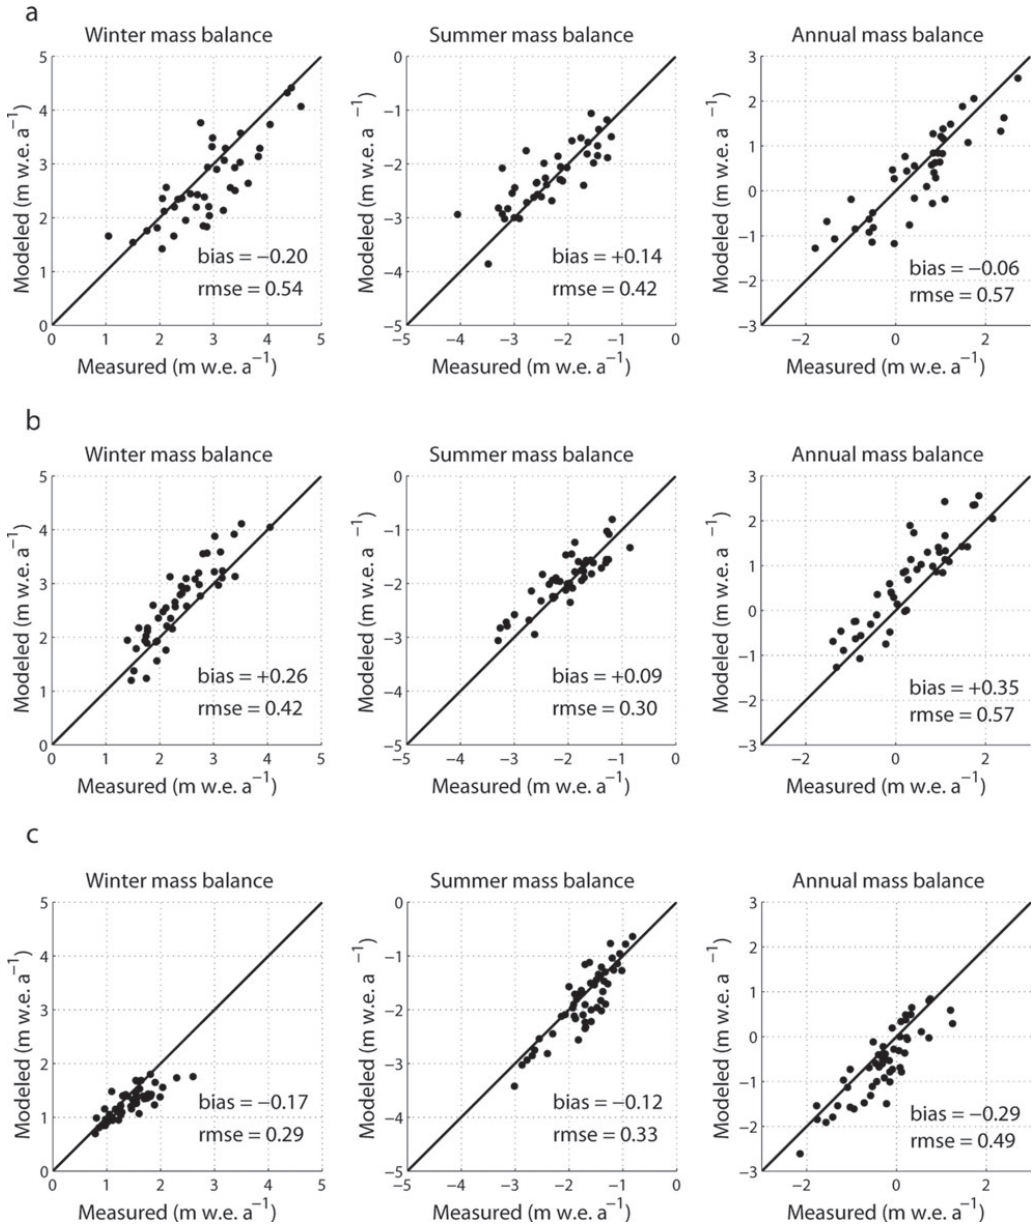 a
Winter mass balance
Summer mass balance
Annual mass balance
5
4
3
2
1
0
Modeled (m w.e. a⁻¹)
bias = −0.20
rmse = 0.54
0 1 2 3 4 5
Measured (m w.e. a⁻¹)
−0
−1
−2
−3
−4
−5
Modeled (m w.e. a⁻¹)
bias = +0.14
rmse = 0.42
−5 −4 −3 −2 −1 −0
Measured (m w.e. a⁻¹)
3
2
1
0
−1
−2
−3
Modeled (m w.e. a⁻¹)
bias = −0.06
rmse = 0.57
−2 0 2
Measured (m w.e. a⁻¹)
b
Winter mass balance
Summer mass balance
Annual mass balance
5
4
3
2
1
0
Modeled (m w.e. a⁻¹)
bias = +0.26
rmse = 0.42
0 1 2 3 4 5
Measured (m w.e. a⁻¹)
0
−1
−2
−3
−4
−5
Modeled (m w.e. a⁻¹)
bias = +0.09
rmse = 0.30
−5 −4 −3 −2 −1 0
Measured (m w.e. a⁻¹)
3
2
1
0
−1
−2
−3
Modeled (m w.e. a⁻¹)
bias = +0.35
rmse = 0.57
−2 0 2
Measured (m w.e. a⁻¹)
c
Winter mass balance
Summer mass balance
Annual mass balance
5
4
3
2
1
0
Modeled (m w.e. a⁻¹)
bias = −0.17
rmse = 0.29
0 1 2 3 4 5
Measured (m w.e. a⁻¹)
0
−1
−2
−3
−4
−5
Modeled (m w.e. a⁻¹)
bias = −0.12
rmse = 0.33
−5 −4 −3 −2 −1 0
Measured (m w.e. a⁻¹)
3
2
1
0
−1
−2
−3
Modeled (m w.e. a⁻¹)
bias = −0.29
rmse = 0.49
−2 0 2
Measured (m w.e. a⁻¹)